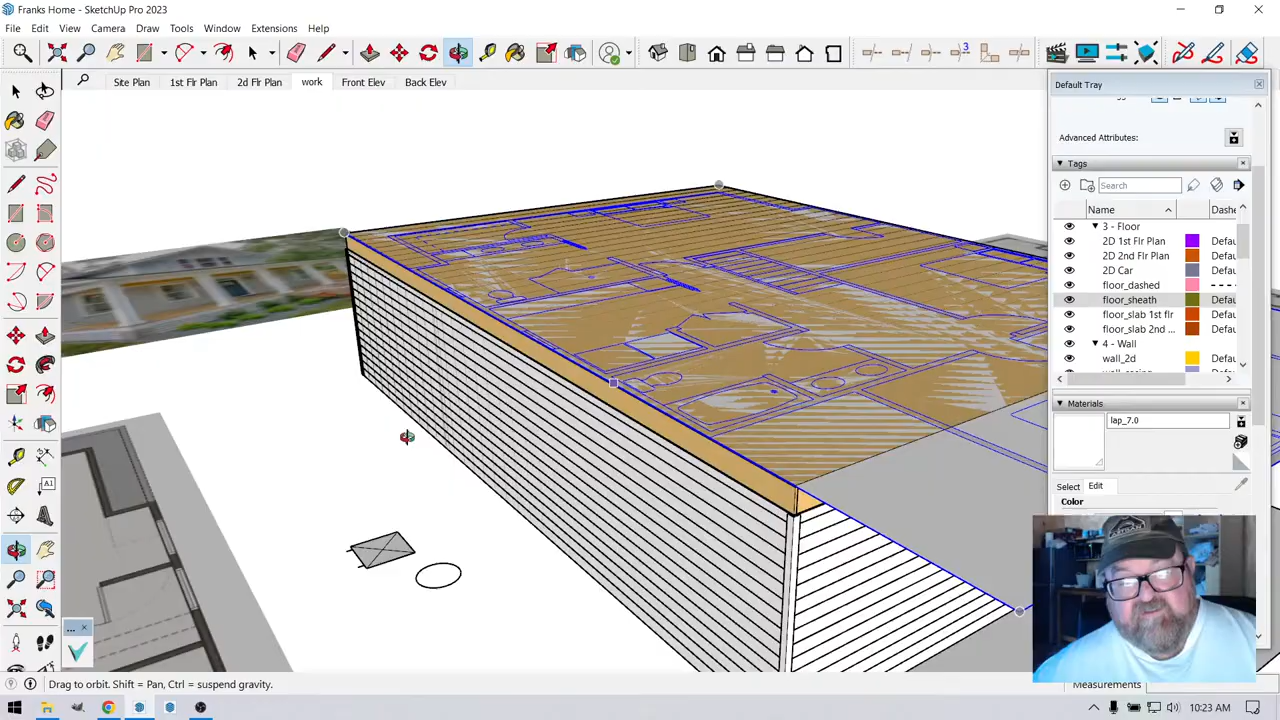 Franks Home - SketchUp Pro 2023
File Edit View Camera Draw Tools Window Extensions Help
3
Site Plan 1st Flr Plan 2d Flr Plan work Front Elev Back Elev
Default Tray
Advanced Attributes:
Tags
Search
Name Dashe
3 - Floor
2D 1st Flr Plan Defau
2D 2nd Flr Plan Defau
2D Car Defau
floor_dashed
floor_sheath Defau
floor_slab 1st flr Defau
floor_slab 2nd ... Defau
4 - Wall
wall_2d Defau
Materials
lap_7.0
Select Edit
Color
A1
...
Drag to orbit. Shift = Pan, Ctrl = suspend gravity.
Measurements
10:23 AM